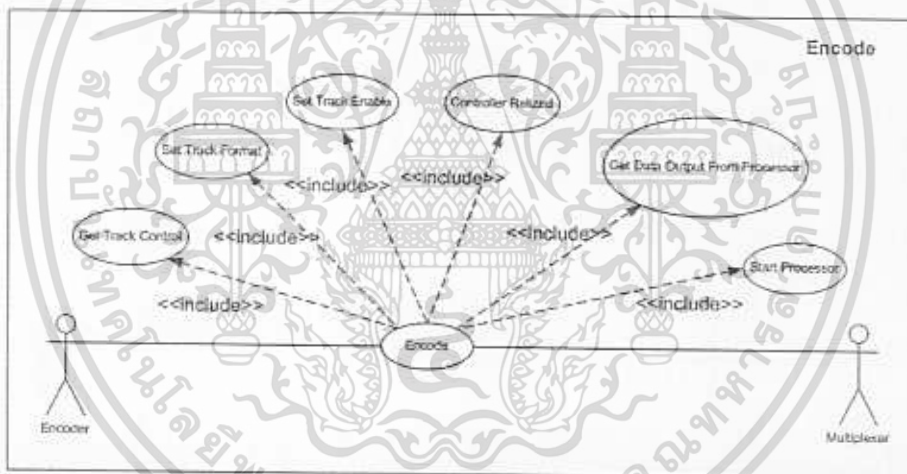 Encode
Set Track Enable
Controller Relized
Set Track Format
Get Data Output From Processor
<<include>>
<<include>>
Get Track Control
<<include>>
<<include>>
Start Processor
<<include>>
<<include>>
Encode
Encoder
Multiplexer